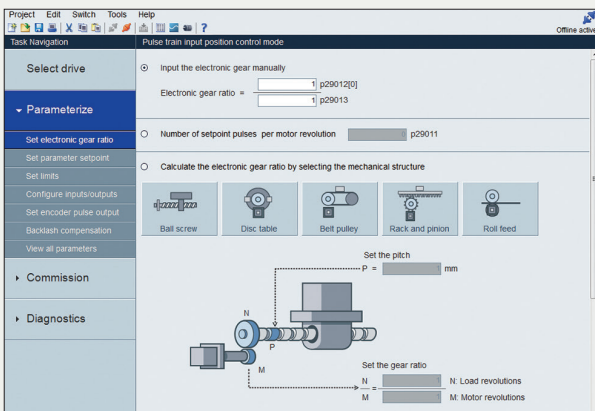 Project Edit Switch Tools Help
Offline active
Task Navigation
Pulse train input position control mode
Select drive
Parameterize
Set electronic gear ratio
Set parameter setpoint
Set limits
Configure inputs/outputs
Set encoder pulse output
Backlash compensation
View all parameters
Commission
Diagnostics
Input the electronic gear manually
Electronic gear ratio =
1 p29012[0]
1 p29013
Number of setpoint pulses per motor revolution 0 p29011
Calculate the electronic gear ratio by selecting the mechanical structure
Ball screw Disc table Belt pulley Rack and pinion Roll feed
Set the pitch
P = 1 mm
N
P
M
Set the gear ratio
N = 1 N: Load revolutions
M 1 M: Motor revolutions